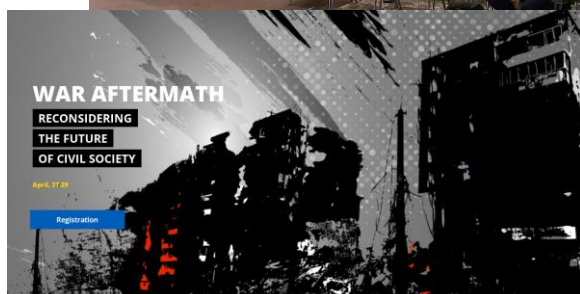 WAR AFTERMATH
RECONSIDERING
THE FUTURE
OF CIVIL SOCIETY
April, 27-29
Registration